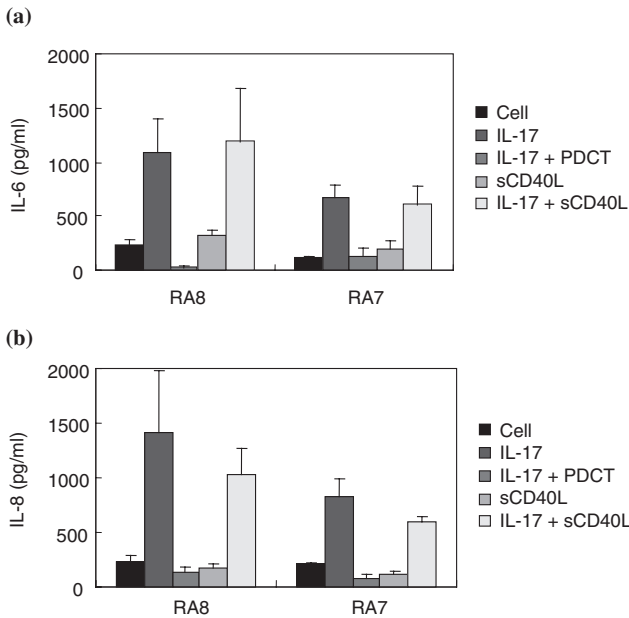 (a)
2000
1500
1000
500
0
IL-6 (pg/ml)
RA8
RA7
Cell
IL-17
IL-17 + PDCT
sCD40L
IL-17 + sCD40L
(b)
2000
1500
1000
500
0
IL-8 (pg/ml)
RA8
RA7
Cell
IL-17
IL-17 + PDCT
sCD40L
IL-17 + sCD40L